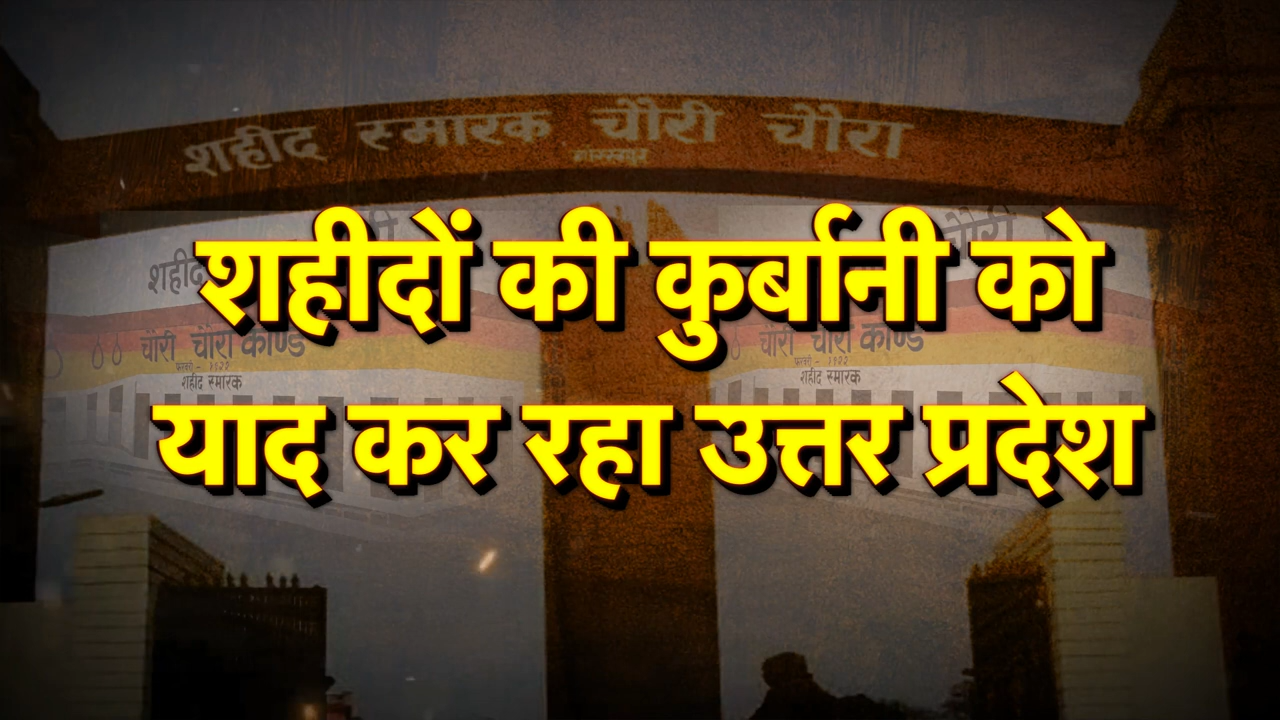 शहीद स्मारक चौरी चौरा
शहीदों की कुर्बानी को
चौरी चौरा काण्ड
चौरी चौरा काण्ड
शहीद स्मारक
शहीद स्मारक
याद कर रहा उत्तर प्रदेश